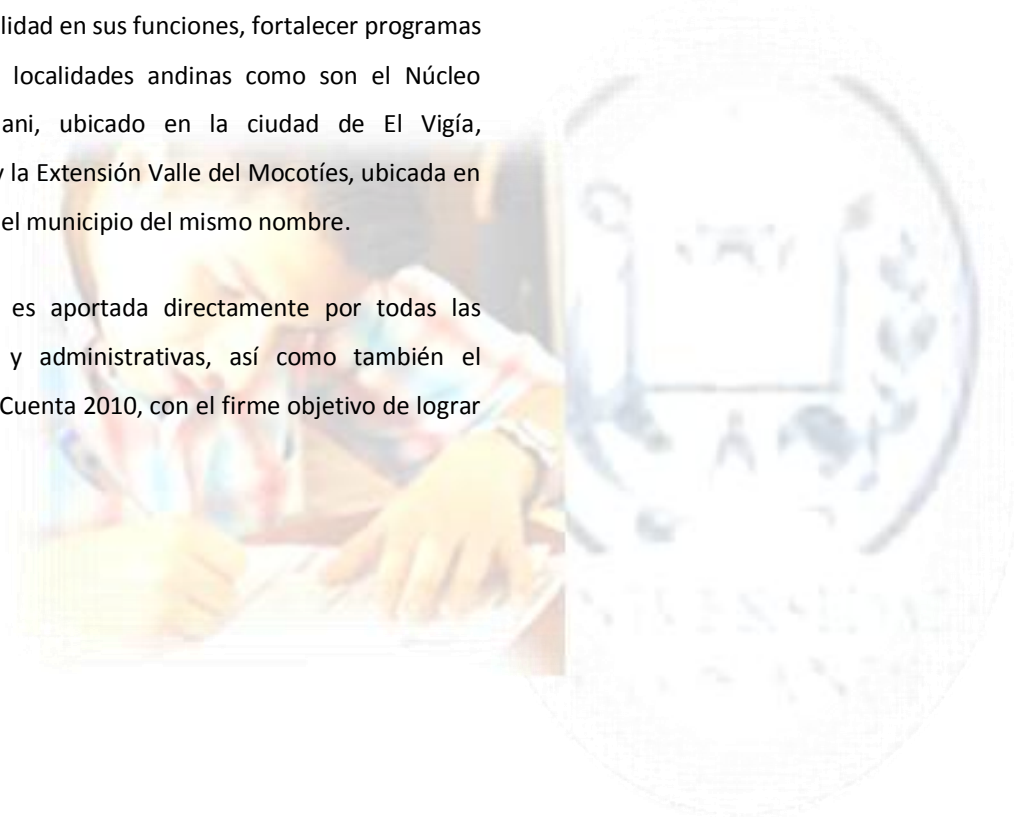 lidad en sus funciones, fortalecer programas
localidades andinas como son el Núcleo
ani, ubicado en la ciudad de El Vigía,
y la Extensión Valle del Mocotíes, ubicada en
el municipio del mismo nombre.
es aportada directamente por todas las
y administrativas, así como también el
Cuenta 2010, con el firme objetivo de lograr